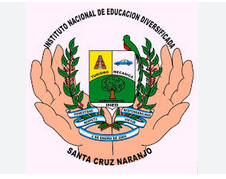 INSTITUTO NACIONAL DE EDUCACION DIVERSIFICADA
TURISMO MECANICA
INED
SANTA CRUZ NARANJO